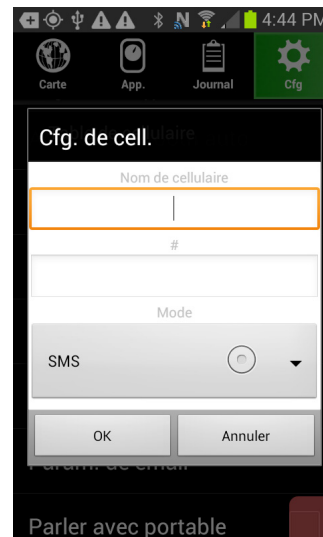 4:44 PM
Carte
App.
Journal
Cfg
Cfg. de cell.
Nom de cellulaire
#
Mode
SMS
OK
Annuler
Param. de email
Parler avec portable